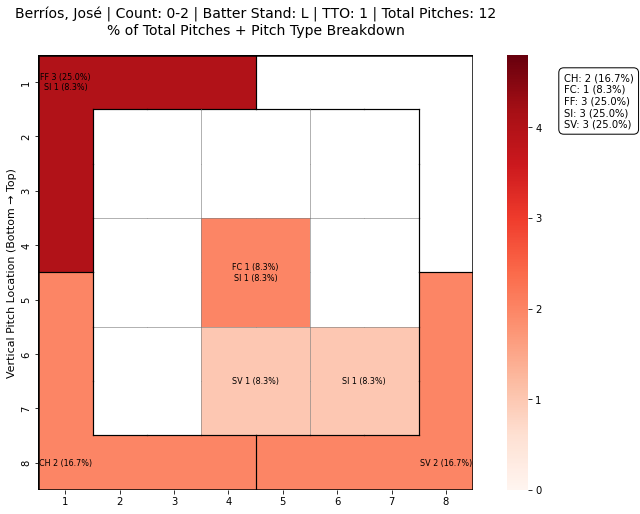 Berríos, José | Count: 0-2 | Batter Stand: L | TTO: 1 | Total Pitches: 12
% of Total Pitches + Pitch Type Breakdown
Vertical Pitch Location (Bottom → Top)
1
2
3
4
5
6
7
8
FF 3 (25.0%)
SI 1 (8.3%)
FC 1 (8.3%)
SI 1 (8.3%)
SV 1 (8.3%)
SI 1 (8.3%)
CH 2 (16.7%)
SV 2 (16.7%)
1
2
3
4
5
6
7
8
4
3
2
1
0
CH: 2 (16.7%)
FC: 1 (8.3%)
FF: 3 (25.0%)
SI: 3 (25.0%)
SV: 3 (25.0%)